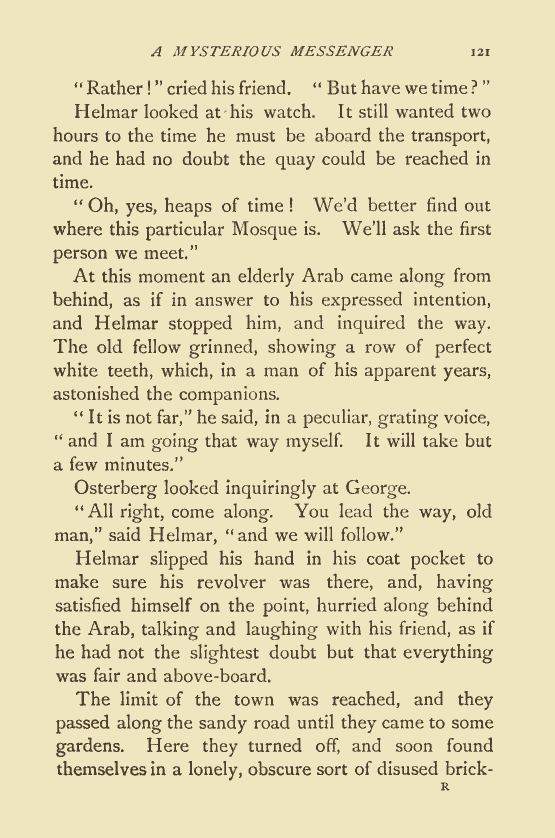 A MYSTERIOUS MESSENGER 121
"Rather!" cried his friend. "But have we time?"
Helmar looked at his watch. It still wanted two
hours to the time he must be aboard the transport,
and he had no doubt the quay could be reached in
time.
"Oh, yes, heaps of time! We'd better find out
where this particular Mosque is. We'll ask the first
person we meet."
At this moment an elderly Arab came along from
behind, as if in answer to his expressed intention,
and Helmar stopped him, and inquired the way.
The old fellow grinned, showing a row of perfect
white teeth, which, in a man of his apparent years,
astonished the companions.
"It is not far," he said, in a peculiar, grating voice,
"and I am going that way myself. It will take but
a few minutes."
Osterberg looked inquiringly at George.
"All right, come along. You lead the way, old
man," said Helmar, "and we will follow."
Helmar slipped his hand in his coat pocket to
make sure his revolver was there, and, having
satisfied himself on the point, hurried along behind
the Arab, talking and laughing with his friend, as if
he had not the slightest doubt but that everything
was fair and above-board.
The limit of the town was reached, and they
passed along the sandy road until they came to some
gardens. Here they turned off, and soon found
themselves in a lonely, obscure sort of disused brick-
R